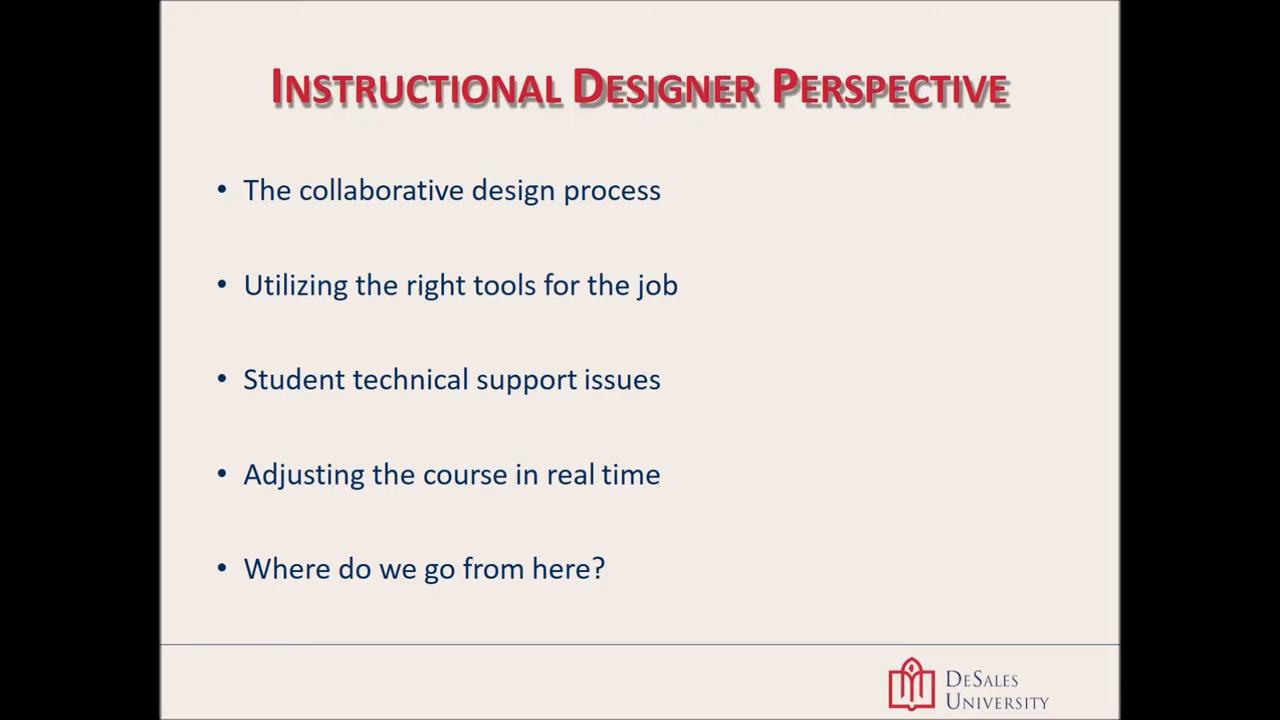 INSTRUCTIONAL DESIGNER PERSPECTIVE
• The collaborative design process
• Utilizing the right tools for the job
• Student technical support issues
• Adjusting the course in real time
• Where do we go from here?
DESALES
UNIVERSITY